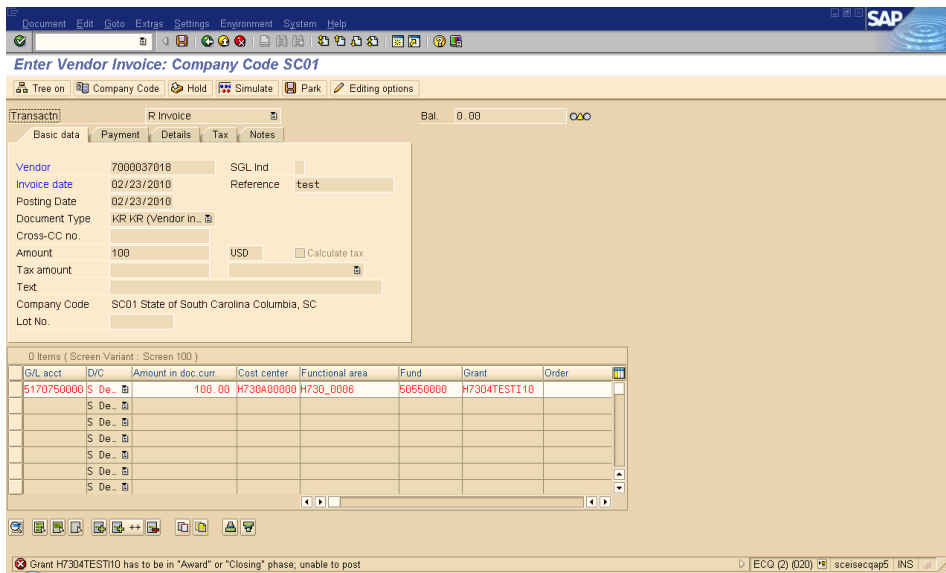 Document Edit Goto Extras Settings Environment System Help
SAP
Enter Vendor Invoice: Company Code SC01
Tree on Company Code Hold Simulate Park Editing options
Transactn R Invoice Bal. 0.00
Basic data Payment Details Tax Notes
Vendor 7000037018 SGL Ind
Invoice date 02/23/2010 Reference test
Posting Date 02/23/2010
Document Type KR KR (Vendor in..
Cross-CC no.
Amount 100 USD Calculate tax
Tax amount
Text
Company Code SC01 State of South Carolina Columbia, SC
Lot No.
0 Items ( Screen Variant : Screen 100 )
G/L acct D/C Amount in doc.curr. Cost center Functional area Fund Grant Order
5170750000 S De.. 100.00 H730A00000 H730_0006 50550000 H7304TESTI10
S De..
S De..
S De..
S De..
S De..
S De..
Grant H7304TESTI10 has to be in "Award" or "Closing" phase; unable to post ECQ (2) (020) sceisecqap5 INS